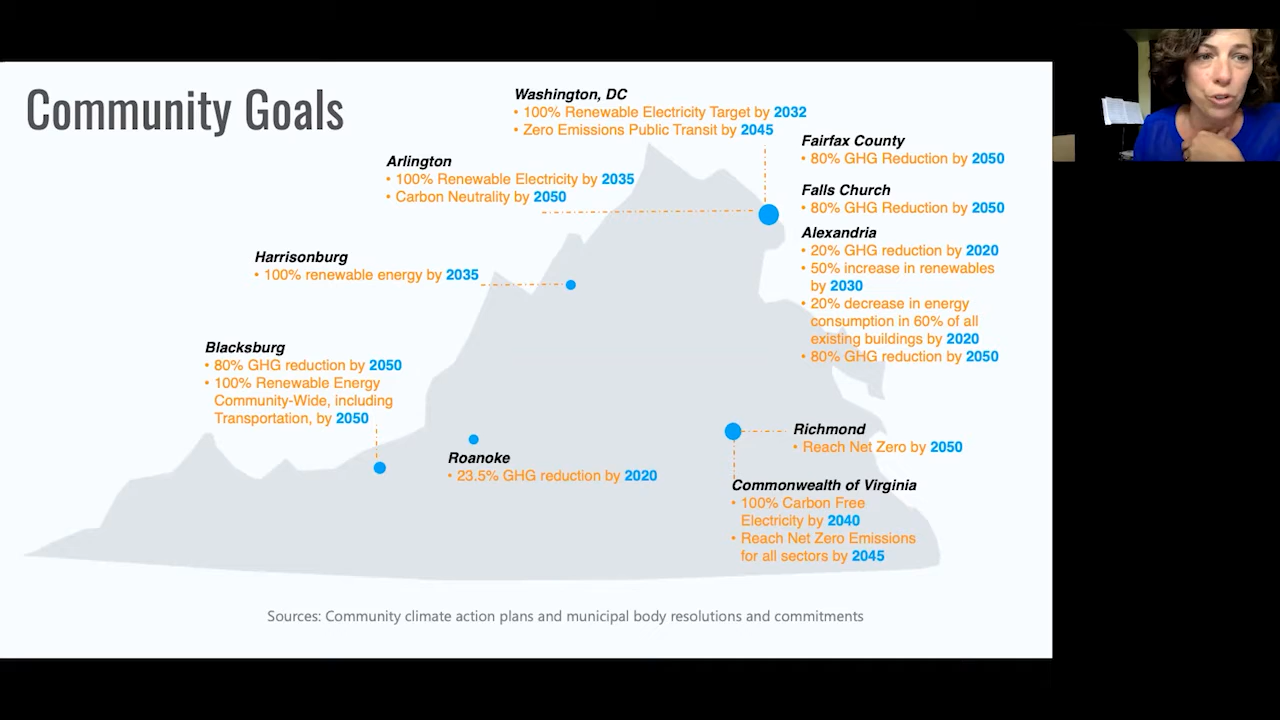 Community Goals
Washington, DC
• 100% Renewable Electricity Target by 2032
• Zero Emissions Public Transit by 2045
Arlington
• 100% Renewable Electricity by 2035
• Carbon Neutrality by 2050
Fairfax County
• 80% GHG Reduction by 2050
Falls Church
• 80% GHG Reduction by 2050
Alexandria
• 20% GHG reduction by 2020
• 50% increase in renewables
by 2030
• 20% decrease in energy
consumption in 60% of all
existing buildings by 2020
• 80% GHG reduction by 2050
Harrisonburg
• 100% renewable energy by 2035
Blacksburg
• 80% GHG reduction by 2050
• 100% Renewable Energy
Community-Wide, including
Transportation, by 2050
Roanoke
• 23.5% GHG reduction by 2020
Richmond
• Reach Net Zero by 2050
Commonwealth of Virginia
• 100% Carbon Free
Electricity by 2040
• Reach Net Zero Emissions
for all sectors by 2045
Sources: Community climate action plans and municipal body resolutions and commitments